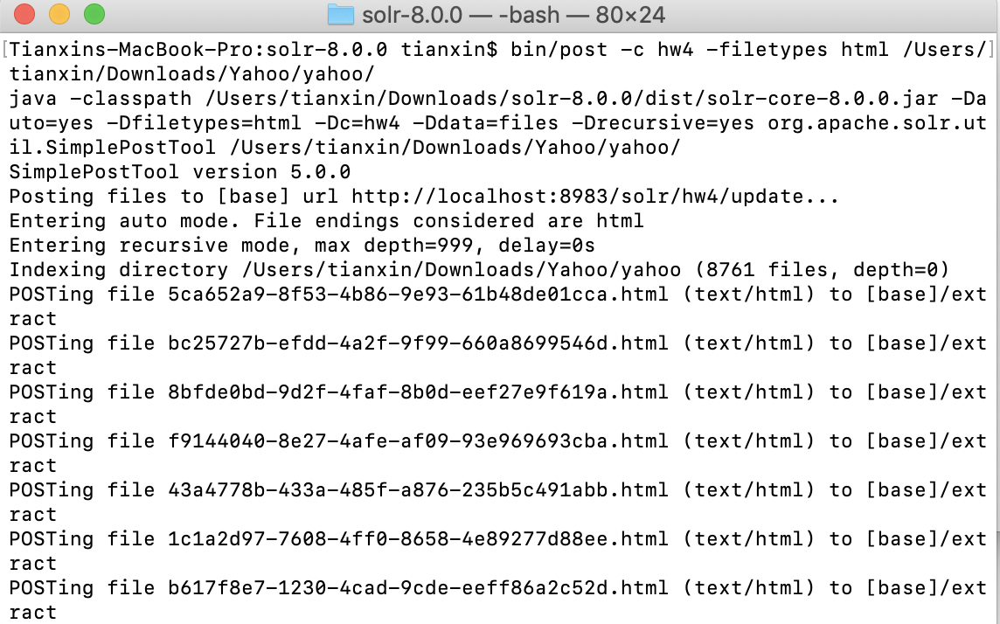 solr-8.0.0 — -bash — 80×24
[Tianxins-MacBook-Pro:solr-8.0.0 tianxin$ bin/post -c hw4 -filetypes html /Users/]
tianxin/Downloads/Yahoo/yahoo/
java -classpath /Users/tianxin/Downloads/solr-8.0.0/dist/solr-core-8.0.0.jar -Da
uto=yes -Dfiletypes=html -Dc=hw4 -Ddata=files -Drecursive=yes org.apache.solr.ut
il.SimplePostTool /Users/tianxin/Downloads/Yahoo/yahoo/
SimplePostTool version 5.0.0
Posting files to [base] url http://localhost:8983/solr/hw4/update...
Entering auto mode. File endings considered are html
Entering recursive mode, max depth=999, delay=0s
Indexing directory /Users/tianxin/Downloads/Yahoo/yahoo (8761 files, depth=0)
POSTing file 5ca652a9-8f53-4b86-9e93-61b48de01cca.html (text/html) to [base]/ext
ract
POSTing file bc25727b-efdd-4a2f-9f99-660a8699546d.html (text/html) to [base]/ext
ract
POSTing file 8bfde0bd-9d2f-4faf-8b0d-eef27e9f619a.html (text/html) to [base]/ext
ract
POSTing file f9144040-8e27-4afe-af09-93e969693cba.html (text/html) to [base]/ext
ract
POSTing file 43a4778b-433a-485f-a876-235b5c491abb.html (text/html) to [base]/ext
ract
POSTing file 1c1a2d97-7608-4ff0-8658-4e89277d88ee.html (text/html) to [base]/ext
ract
POSTing file b617f8e7-1230-4cad-9cde-eeff86a2c52d.html (text/html) to [base]/ext
ract